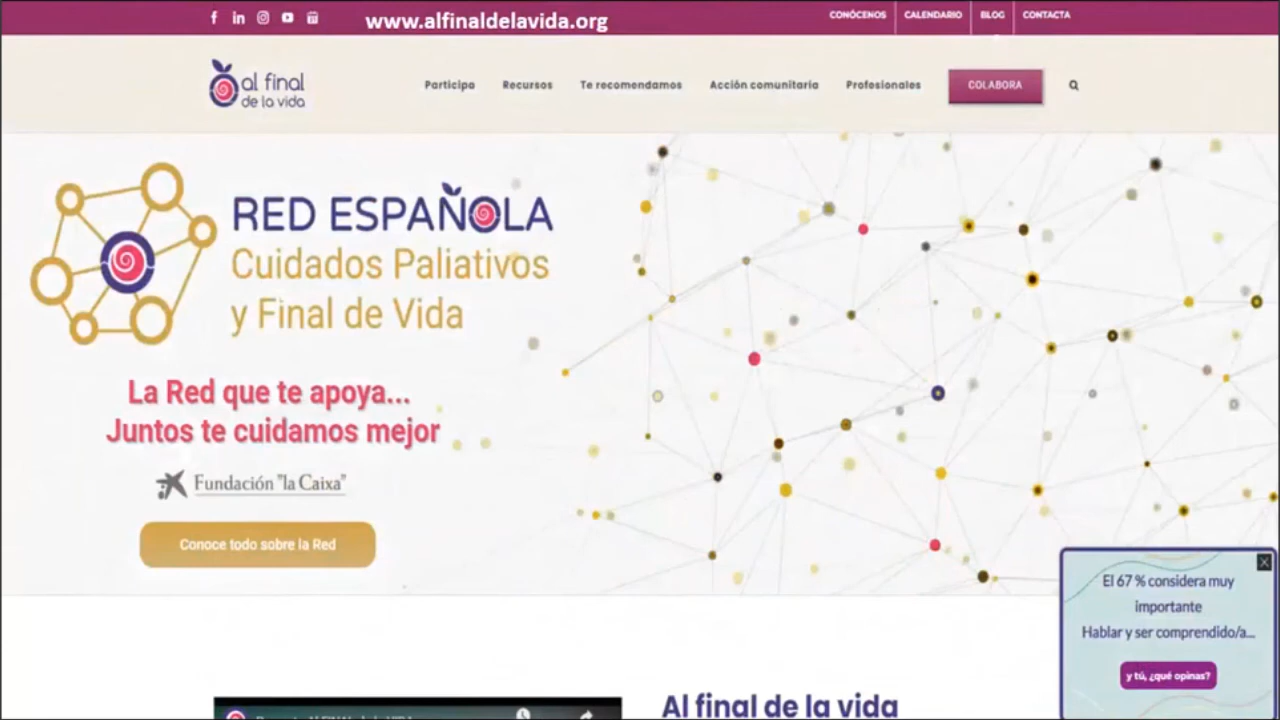 www.alfinaldelavida.org
CONÓCENOS CALENDARIO BLOG CONTACTA
al final
de la vida
Participa Recursos Te recomendamos Acción comunitaria Profesionales COLABORA
RED ESPAÑOLA
Cuidados Paliativos
y Final de Vida
La Red que te apoya...
Juntos te cuidamos mejor
Fundación "la Caixa"
Conoce todo sobre la Red
El 67 % considera muy
importante
Hablar y ser comprendido/a...
y tú, ¿qué opinas?
Al final de la vida